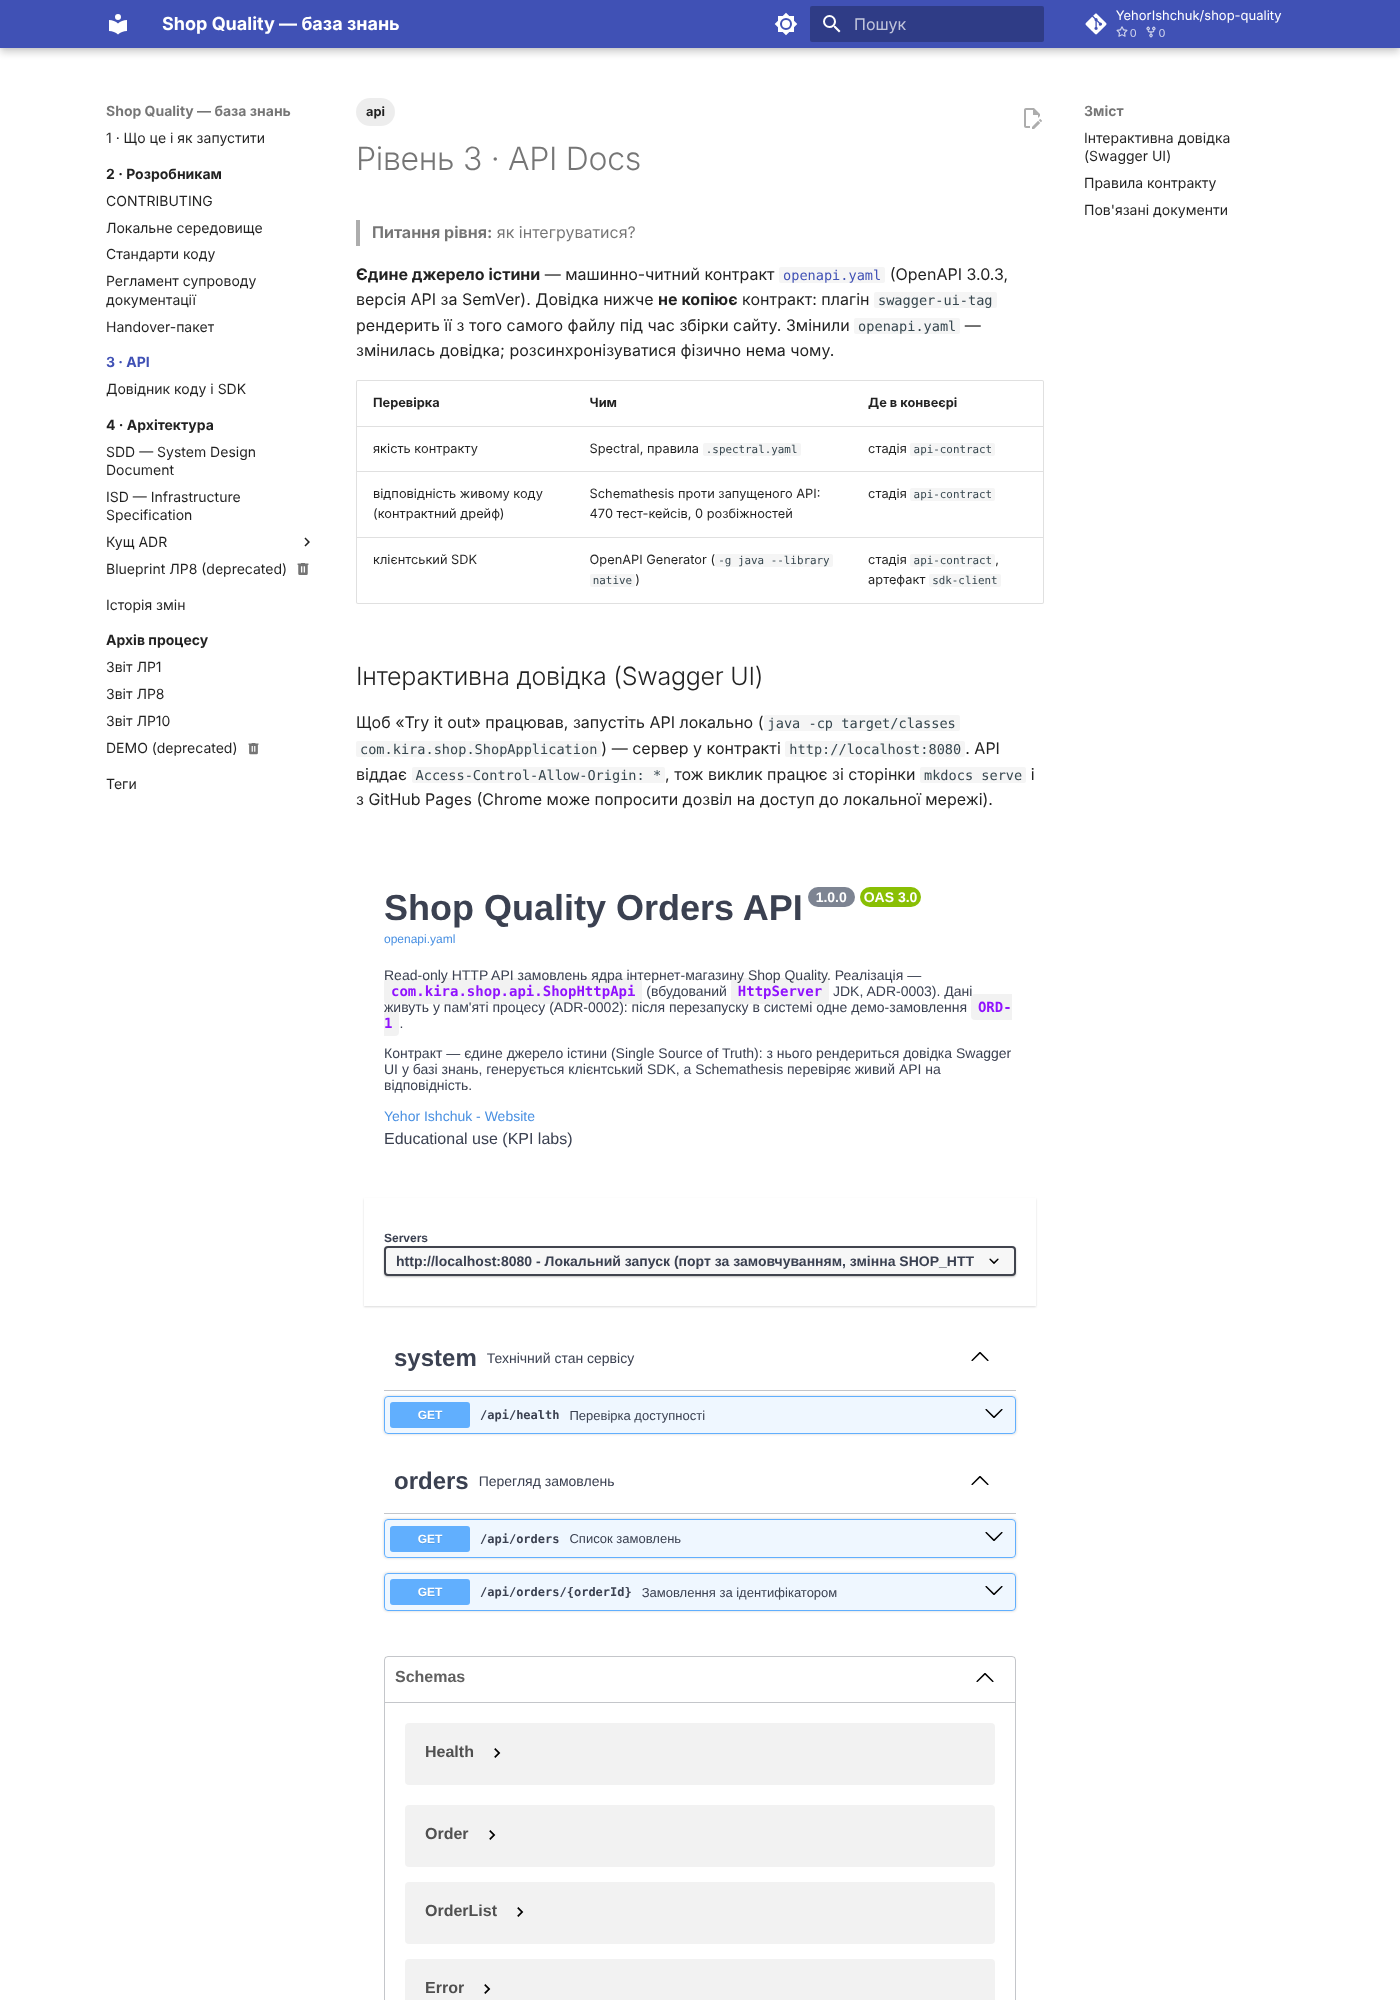 Shop Quality — база знань
Пошук
YehorIshchuk/shop-quality
0 0
Shop Quality — база знань
1 · Що це і як запустити
2 · Розробникам
CONTRIBUTING
Локальне середовище
Стандарти коду
Регламент супроводу
документації
Handover-пакет
3 · API
Довідник коду і SDK
4 · Архітектура
SDD — System Design
Document
ISD — Infrastructure
Specification
Кущ ADR
Blueprint ЛР8 (deprecated)
Історія змін
Архів процесу
Звіт ЛР1
Звіт ЛР8
Звіт ЛР10
DEMO (deprecated)
Теги
api
Рівень 3 · API Docs
Питання рівня: як інтегруватися?
Єдине джерело істини — машинно-читний контракт openapi.yaml (OpenAPI 3.0.3,
версія API за SemVer). Довідка нижче не копіює контракт: плагін swagger-ui-tag
рендерить її з того самого файлу під час збірки сайту. Змінили openapi.yaml —
змінилась довідка; розсинхронізуватися фізично нема чому.
Перевірка Чим Де в конвеєрі
якість контракту Spectral, правила .spectral.yaml стадія api-contract
відповідність живому коду Schemathesis проти запущеного API: стадія api-contract
(контрактний дрейф) 470 тест-кейсів, 0 розбіжностей
клієнтський SDK OpenAPI Generator (-g java --library стадія api-contract,
native) артефакт sdk-client
Інтерактивна довідка (Swagger UI)
Щоб «Try it out» працював, запустіть API локально (java -cp target/classes
com.kira.shop.ShopApplication) — сервер у контракті http://localhost:8080. API
віддає Access-Control-Allow-Origin: *, тож виклик працює зі сторінки mkdocs serve і
з GitHub Pages (Chrome може попросити дозвіл на доступ до локальної мережі).
Shop Quality Orders API 1.0.0 OAS 3.0
openapi.yaml
Read-only HTTP API замовлень ядра інтернет-магазину Shop Quality. Реалізація —
com.kira.shop.api.ShopHttpApi (вбудований HttpServer JDK, ADR-0003). Дані
живуть у пам'яті процесу (ADR-0002): після перезапуску в системі одне демо-замовлення ORD-
1.
Контракт — єдине джерело істини (Single Source of Truth): з нього рендериться довідка Swagger
UI у базі знань, генерується клієнтський SDK, а Schemathesis перевіряє живий API на
відповідність.
Yehor Ishchuk - Website
Educational use (KPI labs)
Servers
http://localhost:8080 - Локальний запуск (порт за замовчуванням, змінна SHOP_HTT
system Технічний стан сервісу
GET /api/health Перевірка доступності
orders Перегляд замовлень
GET /api/orders Список замовлень
GET /api/orders/{orderId} Замовлення за ідентифікатором
Schemas
Health
Order
OrderList
Error
Зміст
Інтерактивна довідка
(Swagger UI)
Правила контракту
Пов'язані документи